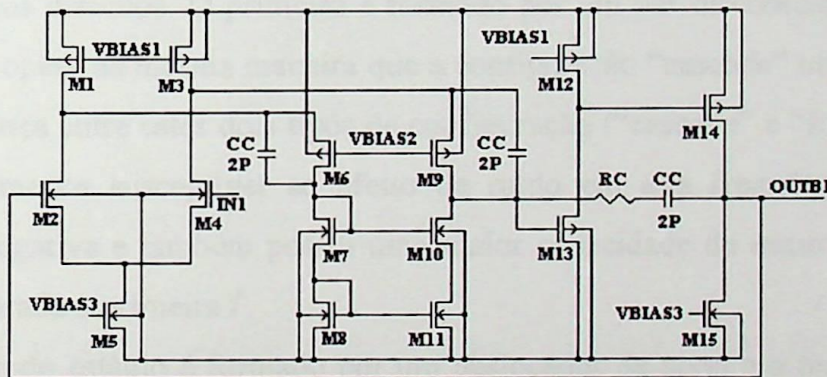 VBIAS1
VBIAS1
M1
M3
M12
M14
CC
2P
VBIAS2
CC
2P
M6
M9
RC
CC
2P
OUTB1
M2
IN1
M4
M7
M10
M13
VBIAS3
M5
M8
M11
VBIAS3
M15